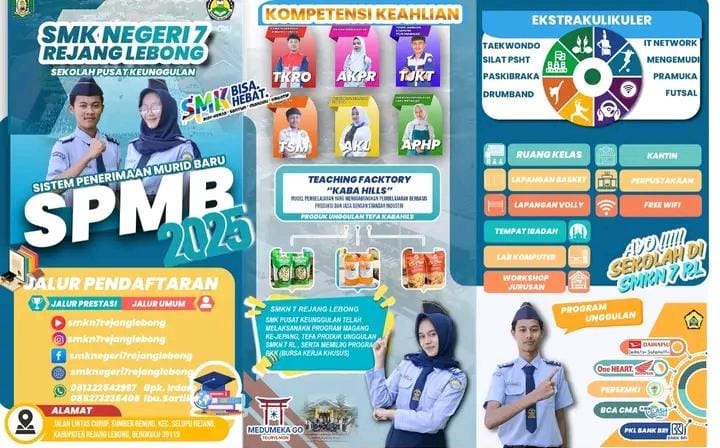 SMK NEGERI 7
REJANG LEBONG
SEKOLAH PUSAT KEUNGGULAN
SMK BISA.
HEBAT.
SISTEM PENERIMAAN MURID BARU
SPMB
2025
JALUR PENDAFTARAN
JALUR PRESTASI
JALUR UMUM
smkn7rejanglebong
smkn7rejanglebong
smknegeri7rejanglebong
smknegeri7rejanglebong
ALAMAT
JALAN LINTAS CURUP, SUMBER BENING, KEC. SELUPU REJANG,
KABUPATEN REJANG LEBONG, BENGKULU 39119
KOMPETENSI KEAHLIAN
TKRO
AKPR
TJKT
TSM
AKL
APHP
TEACHING FACKTORY
"KABA HILLS"
MODEL PEMBELAJARAN YANG MENGGABUNGKAN PEMBELAJARAN BERBASIS
PRODUKSI DAN JASA DENGAN STANDAR INDUSTRI
PRODUK UNGGULAN TEFA KABAHILS
SMKN 7 REJANG LEBONG
SMK PUSAT KEUNGGULAN TELAH
MELAKSANAKN PROGRAM MAGANG
KE-JEPANG, TEFA PRODUK UNGGULAN
SMKN 7 RL, SERTA MEMILIKI PROGRAM
BKK (BURSA KERJA KHUSUS)
MEDUMEKA GO
EKSTRAKULIKULER
TAEKWONDO
SILAT PSHT
PASKIBRAKA
DRUMBAND
IT NETWORK
MENGEMUDI
PRAMUKA
FUTSAL
RUANG KELAS
KANTIN
LAPANGAN BASKET
PERPUSTAKAAN
LAPANGAN VOLLY
FREE WIFI
TEMPAT IBADAH
LAB KOMPUTER
WORKSHOP
JURUSAN
AYO !!!!!
SEKOLAH DI
SMKN 7 RL
PROGRAM
UNGGULAN
DAIHATSU
One HEART.
HONDA
PERSEMKI
BCA CMA
PKL BANK BRI
BANK BRI